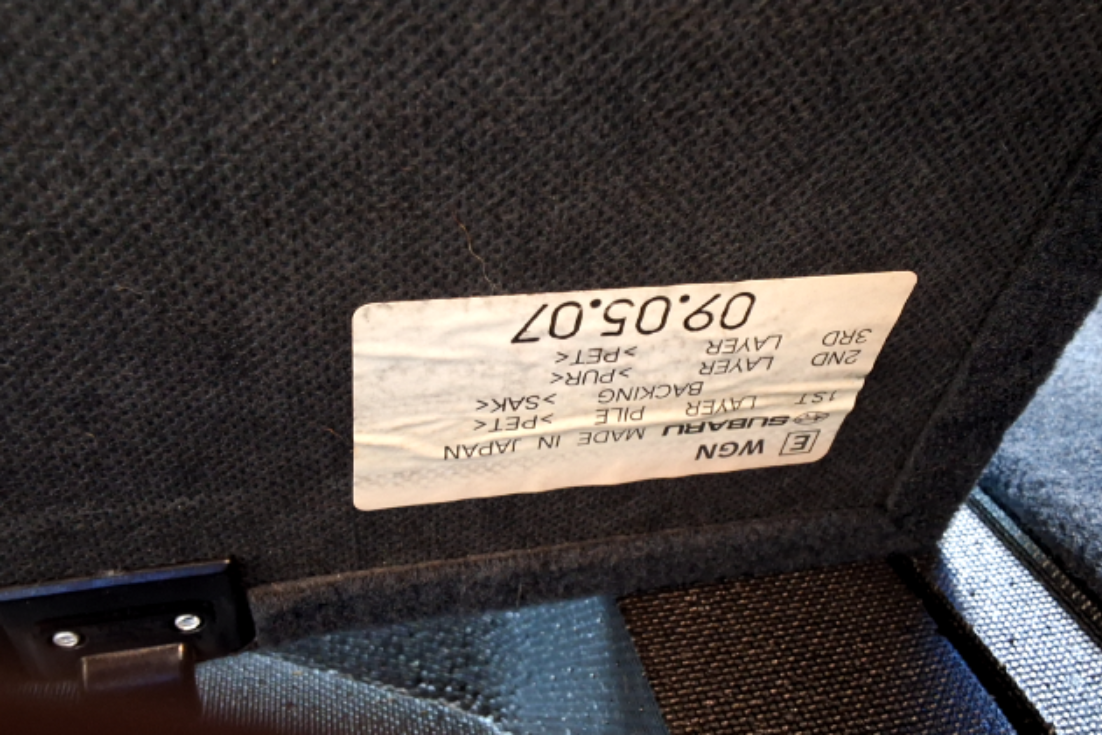 E WGN
SUBARU MADE IN JAPAN
1ST LAYER PILE >PET<
BACKING >SAK<
2ND LAYER >PUR<
3RD LAYER >PET<
09.05.07